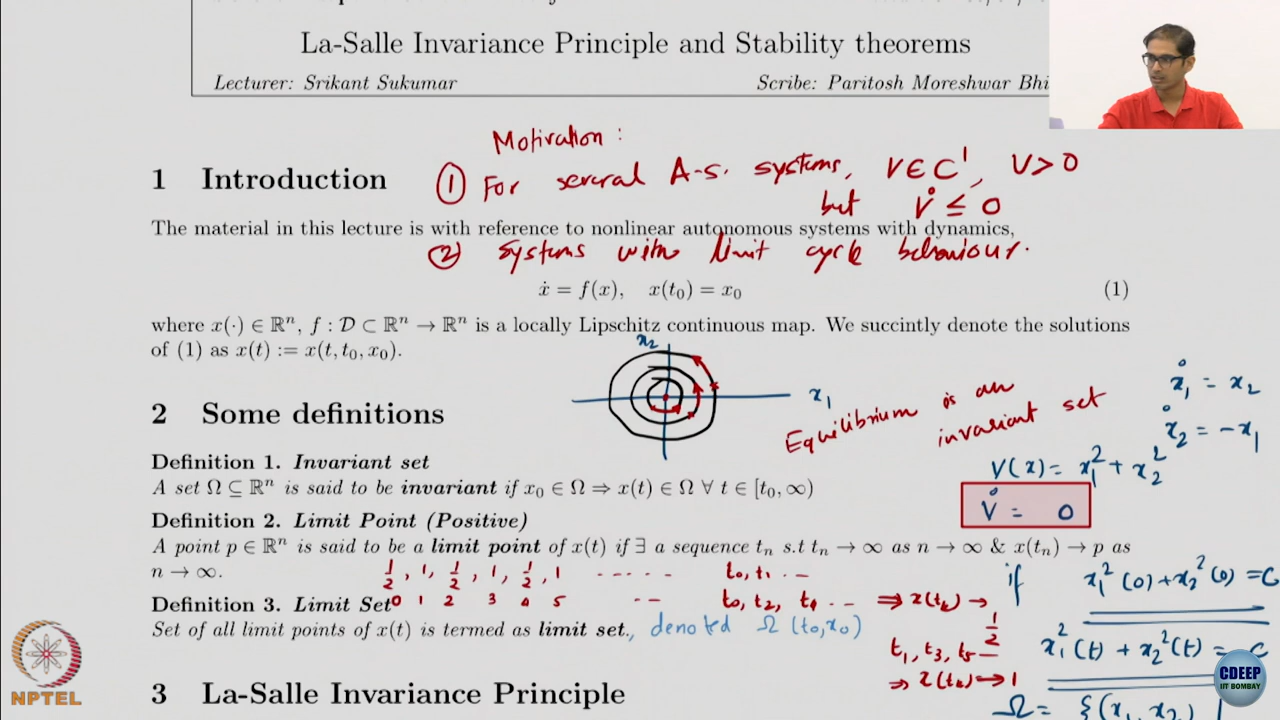 La-Salle Invariance Principle and Stability theorems
Lecturer: Srikant Sukumar
Scribe: Paritosh Moreshwar Bhi
Motivation :
1 Introduction
① For several A.s. systems, V ∈ C¹, V > 0
but V̇ ≤ 0
The material in this lecture is with reference to nonlinear autonomous systems with dynamics,
② Systems with limit cycle behaviour.
ẋ = f(x), x(t₀) = x₀ (1)
where x(·) ∈ ℝⁿ, f : 𝒟 ⊂ ℝⁿ → ℝⁿ is a locally Lipschitz continuous map. We succintly denote the solutions
of (1) as x(t) := x(t, t₀, x₀).
x₂
x₁
Equilibrium is an
invariant set
ẋ₁ = x₂
ẋ₂ = -x₁
2 Some definitions
V(x) = x₁² + x₂²
V̇ = 0
Definition 1. Invariant set
A set Ω ⊆ ℝⁿ is said to be invariant if x₀ ∈ Ω ⇒ x(t) ∈ Ω ∀ t ∈ [t₀, ∞)
Definition 2. Limit Point (Positive)
A point p ∈ ℝⁿ is said to be a limit point of x(t) if ∃ a sequence tₙ s.t tₙ → ∞ as n → ∞ & x(tₙ) → p as
n → ∞.
1/2, 1, 1/2, 1, 1/2, 1 ...... t₀, t₁ ...
if x₁²(0) + x₂²(0) = C
Definition 3. Limit Set
0 1 2 3 4 5 ... t₀, t₂, t₄ ... ⇒ x(tₖ) → 1/2
Set of all limit points of x(t) is termed as limit set., denoted Ω (t₀, x₀)
t₁, t₃, t₅ ...
⇒ x(tₖ) → 1
x₁²(t) + x₂²(t) = C
Ω = {(x₁, x₂) |
3 La-Salle Invariance Principle
NPTEL
CDEEP
IIT BOMBAY